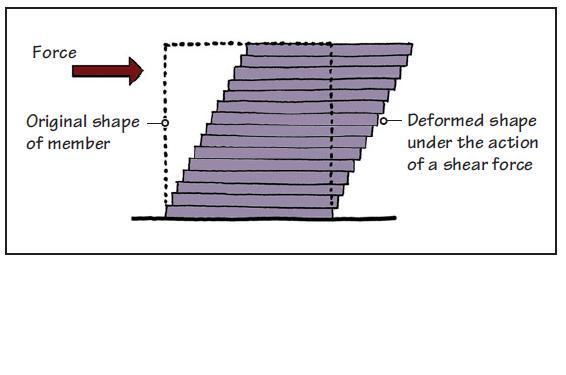 Force
Original shape
of member
Deformed shape
under the action
of a shear force